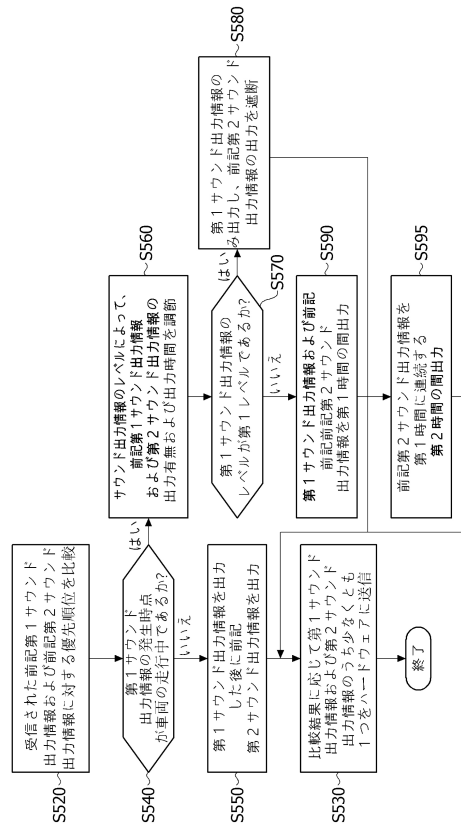 S520
受信された前記第1サウンド
出力情報および前記第2サウンド
出力情報に対する優先順位を比較
S540
第1サウンド
出力情報の発生時点
が車両の走行中であるか?
はい
いいえ
S550
第1サウンド出力情報を出力
した後に前記
第2サウンド出力情報を出力
S530
比較結果に応じて第1サウンド
出力情報および第2サウンド
出力情報のうち少なくとも
1つをハードウェアに送信
終了
S560
サウンド出力情報のレベルによって、
前記第1サウンド出力情報
および第2サウンド出力情報の
出力有無および出力時間を調節
S570
第1サウンド出力情報の
レベルが第1レベルであるか?
はい
いいえ
S580
第1サウンド出力情報の
み出力し、前記第2サウンド
出力情報の出力を遮断
S590
第1サウンド出力情報および前記
前記前記第2サウンド
出力情報を第1時間の間出力
S595
前記第2サウンド出力情報を
第1時間に連続する
第2時間の間出力